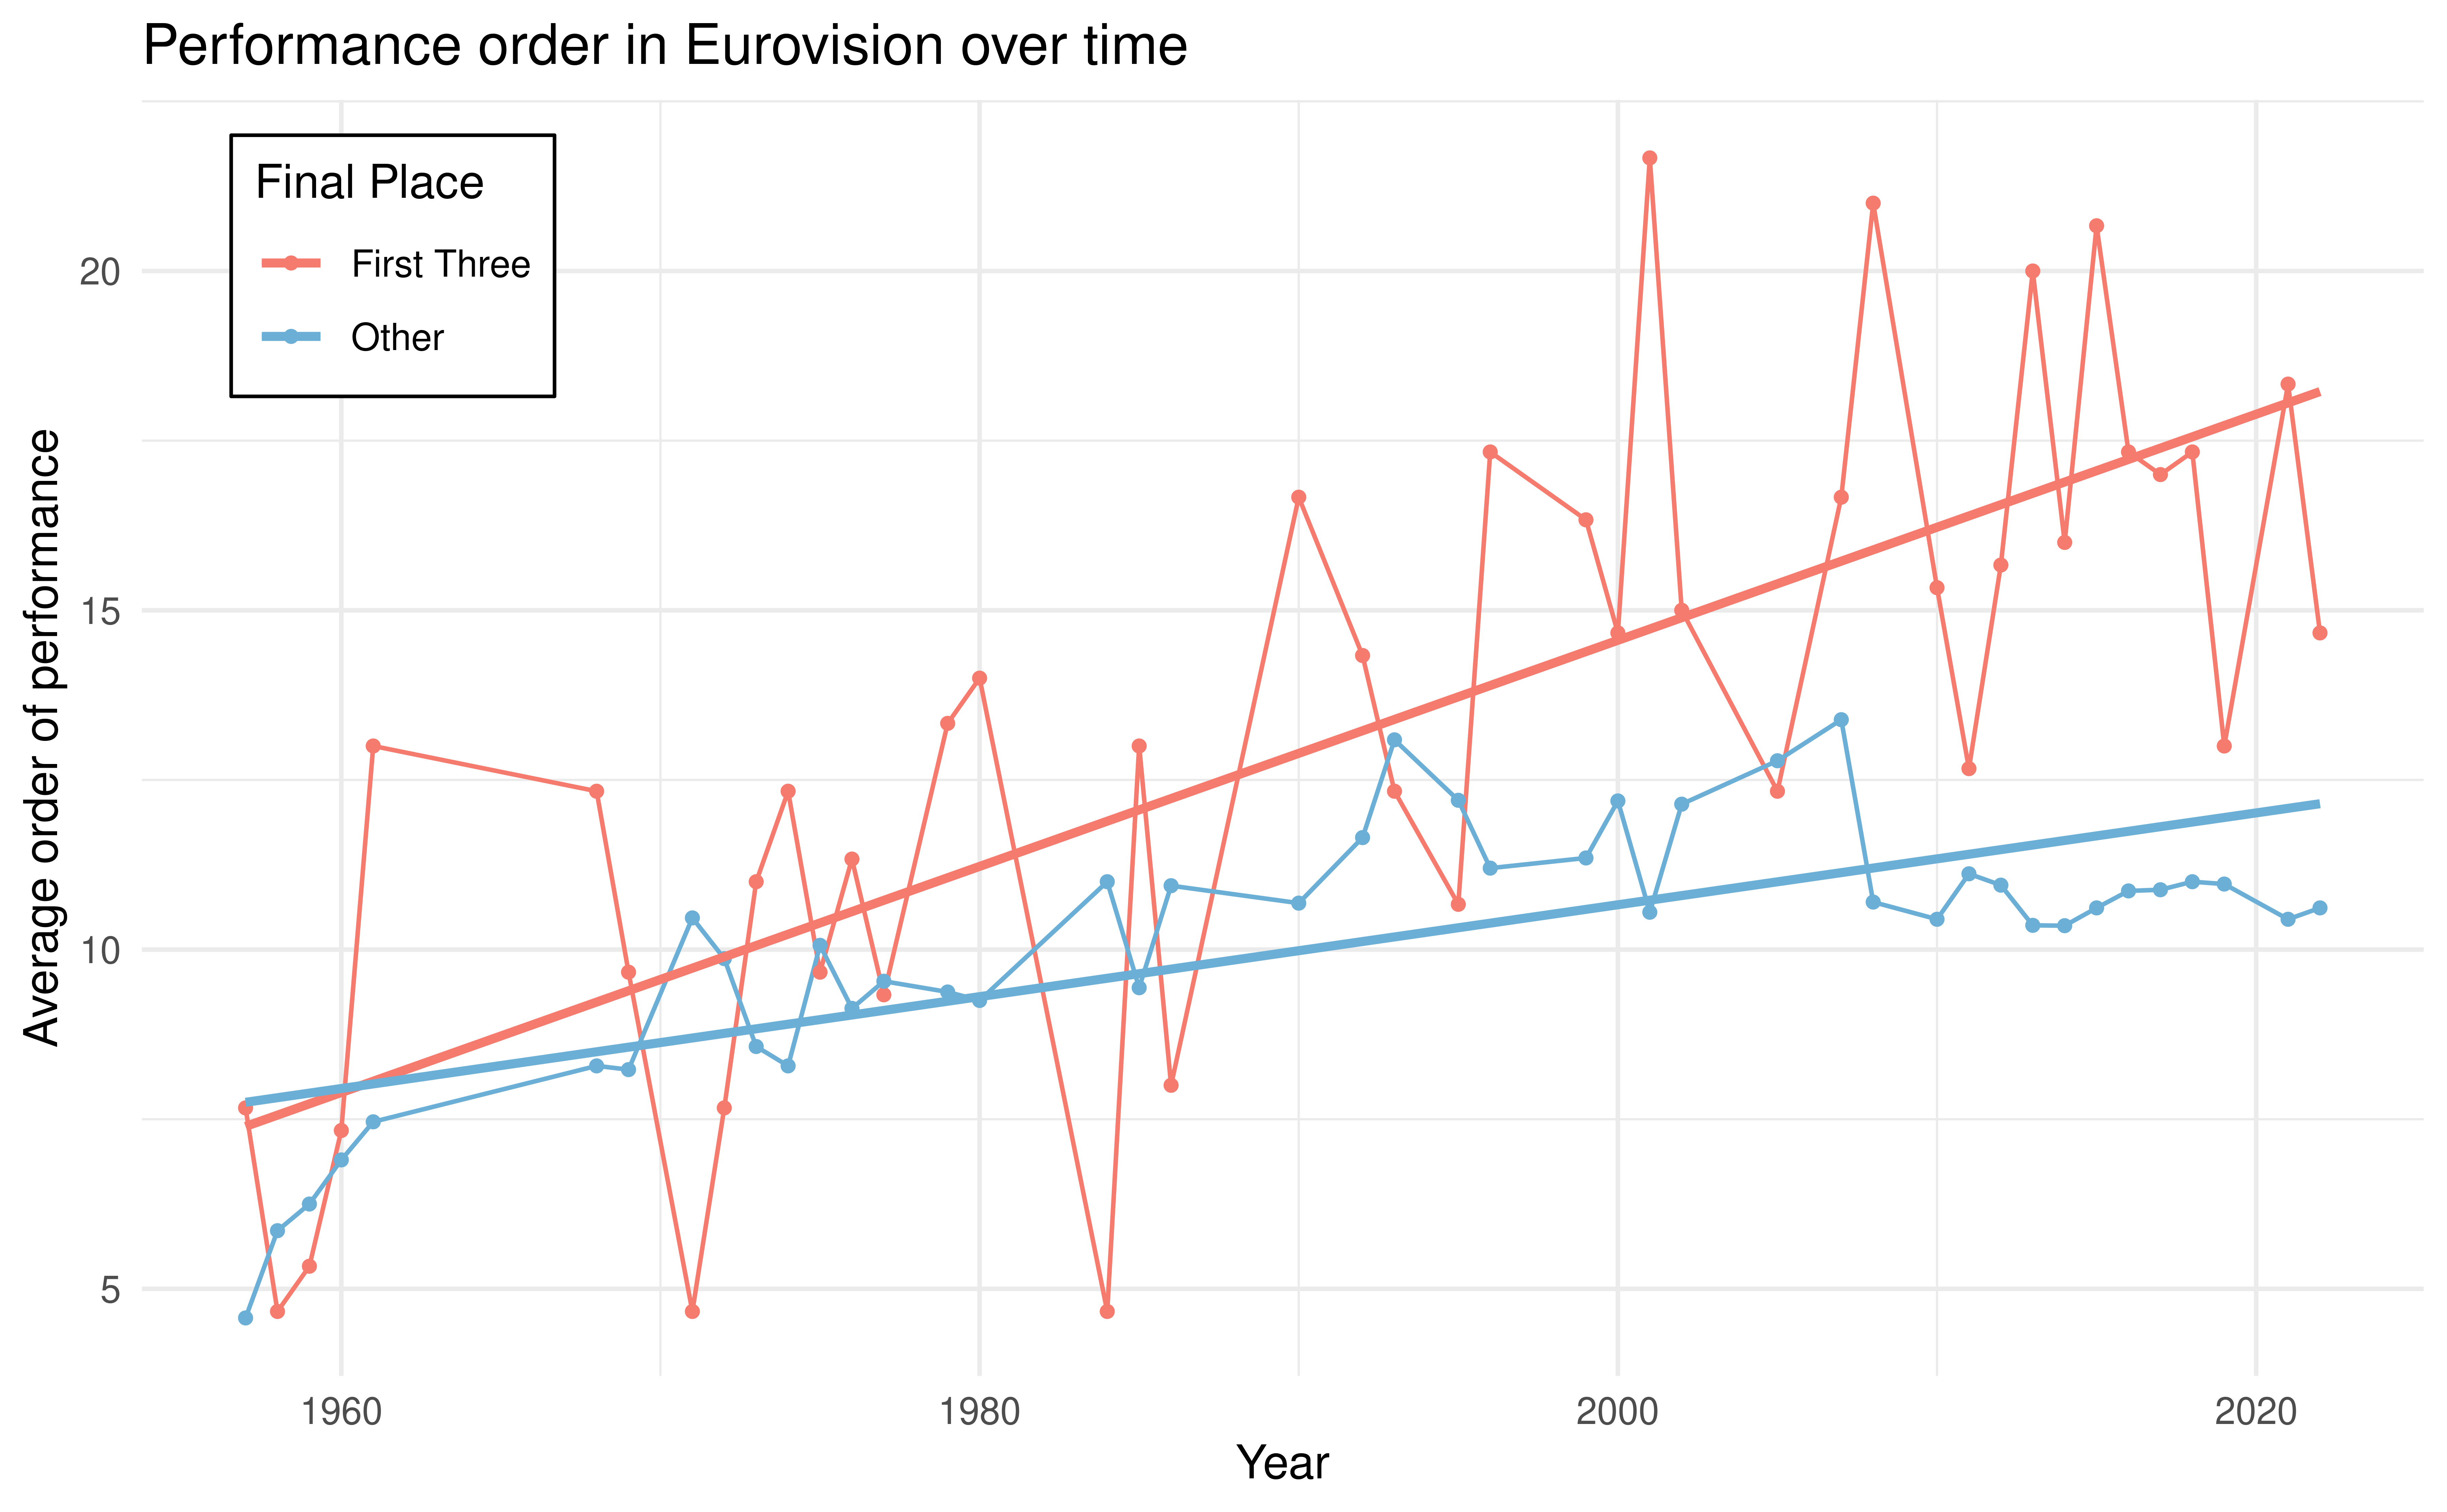 Performance order in Eurovision over time
Final Place
First Three
Other
Average order of performance
20
15
10
5
1960
1980
2000
2020
Year